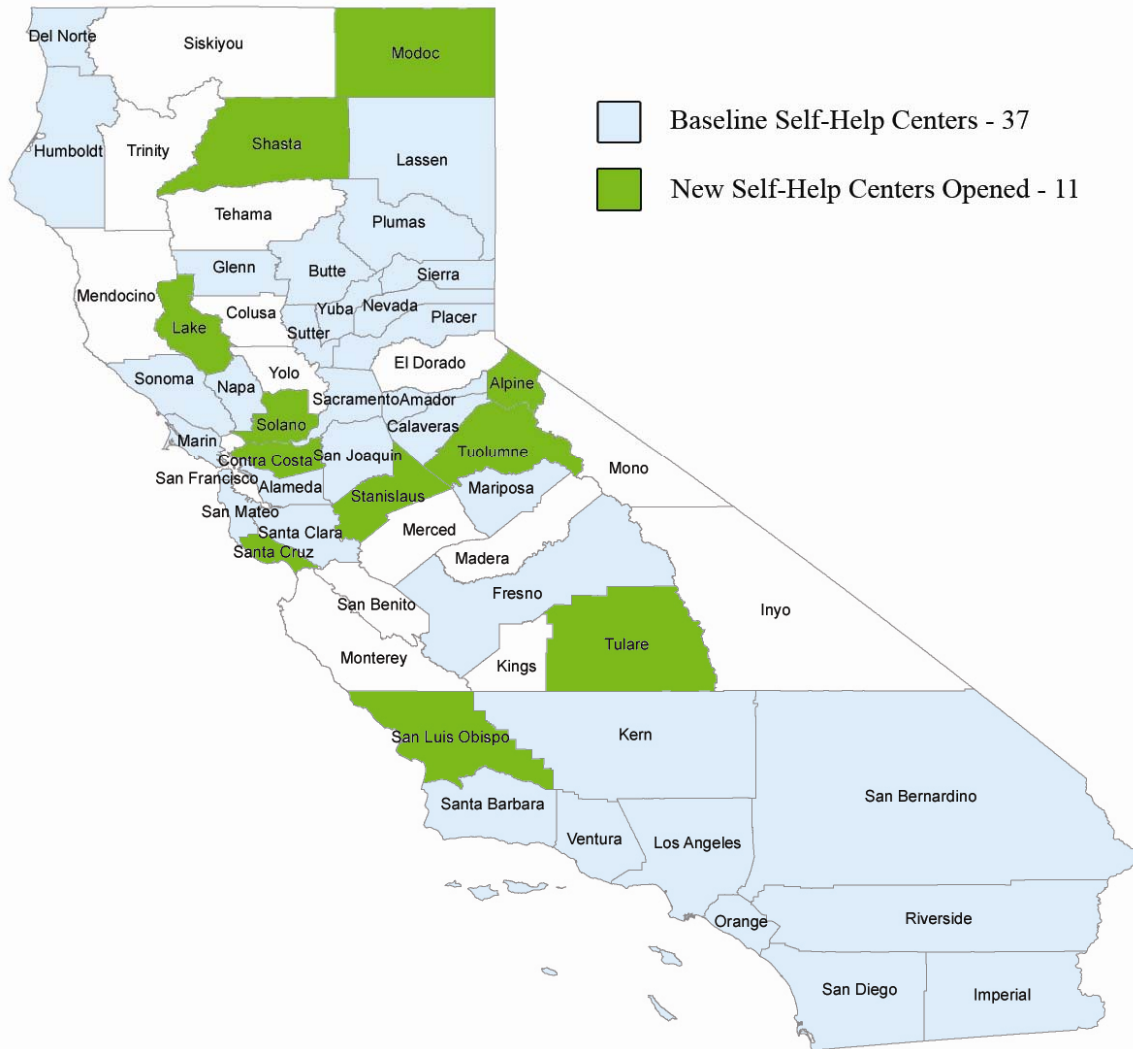 Del Norte
Siskiyou
Modoc
Baseline Self-Help Centers - 37
New Self-Help Centers Opened - 11
Humboldt
Trinity
Shasta
Lassen
Tehama
Plumas
Glenn
Butte
Sierra
Mendocino
Colusa
Yuba
Nevada
Lake
Sutter
Placer
El Dorado
Sonoma
Napa
Yolo
Alpine
Sacramento
Amador
Solano
Calaveras
Marin
Contra Costa
San Joaquin
Tuolumne
Mono
San Francisco
Alameda
Stanislaus
Mariposa
San Mateo
Santa Clara
Merced
Santa Cruz
Madera
San Benito
Fresno
Inyo
Monterey
Kings
Tulare
San Luis Obispo
Kern
Santa Barbara
San Bernardino
Ventura
Los Angeles
Orange
Riverside
San Diego
Imperial